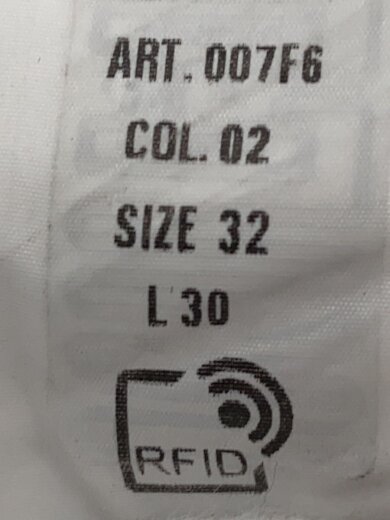 ART. 007F6
COL. 02
SIZE 32
L 30
RFID